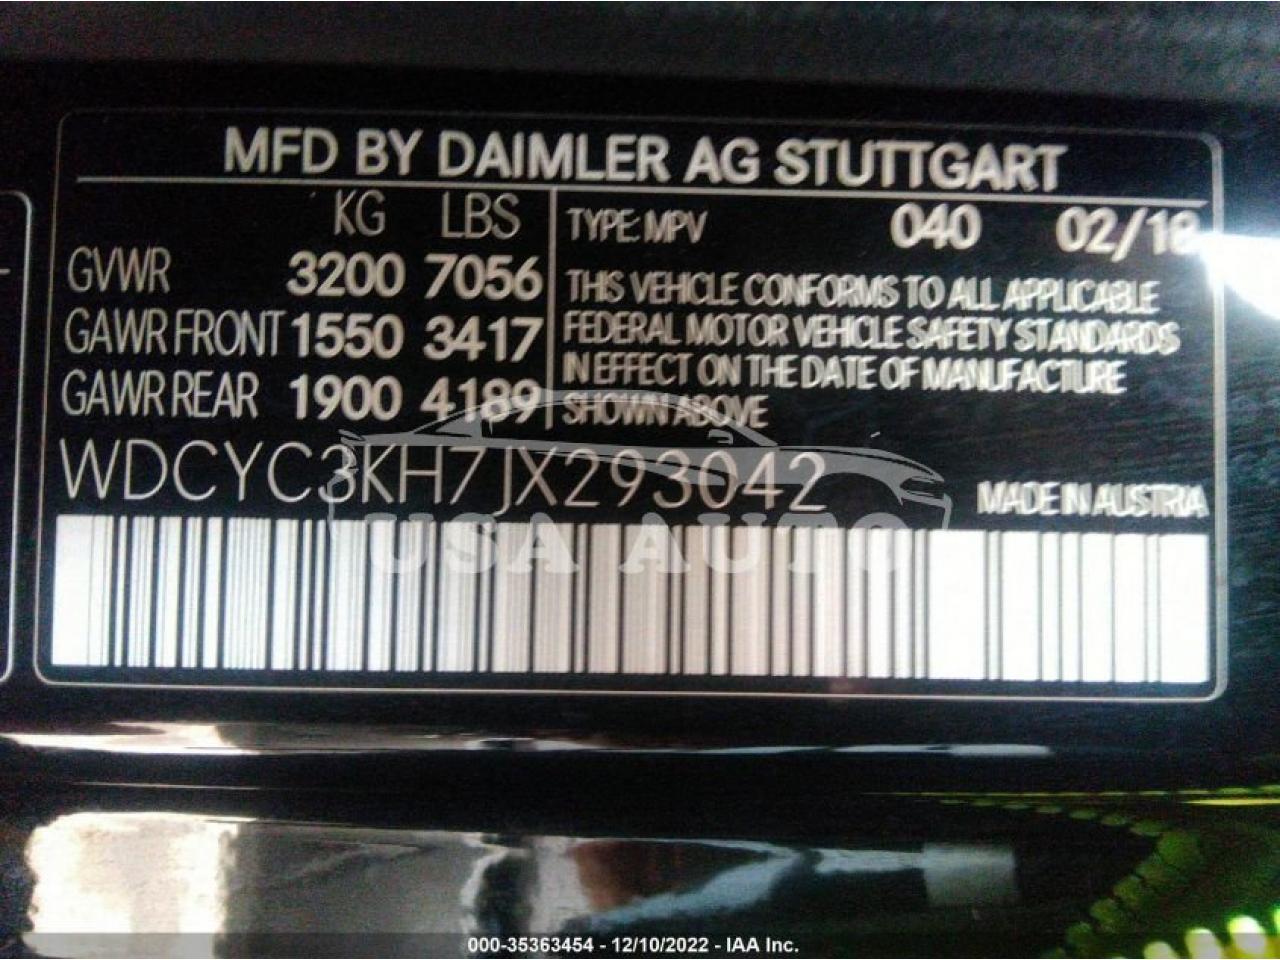 MFD BY DAIMLER AG STUTTGART
KG LBS
GVWR 3200 7056
GAWR FRONT 1550 3417
GAWR REAR 1900 4189
TYPE: MPV 040 02/18
THIS VEHICLE CONFORMS TO ALL APPLICABLE
FEDERAL MOTOR VEHICLE SAFETY STANDARDS
IN EFFECT ON THE DATE OF MANUFACTURE
SHOWN ABOVE
WDCYC3KH7JX293042
MADE IN AUSTRIA
USA AUTO
000-35363454 - 12/10/2022 - IAA Inc.